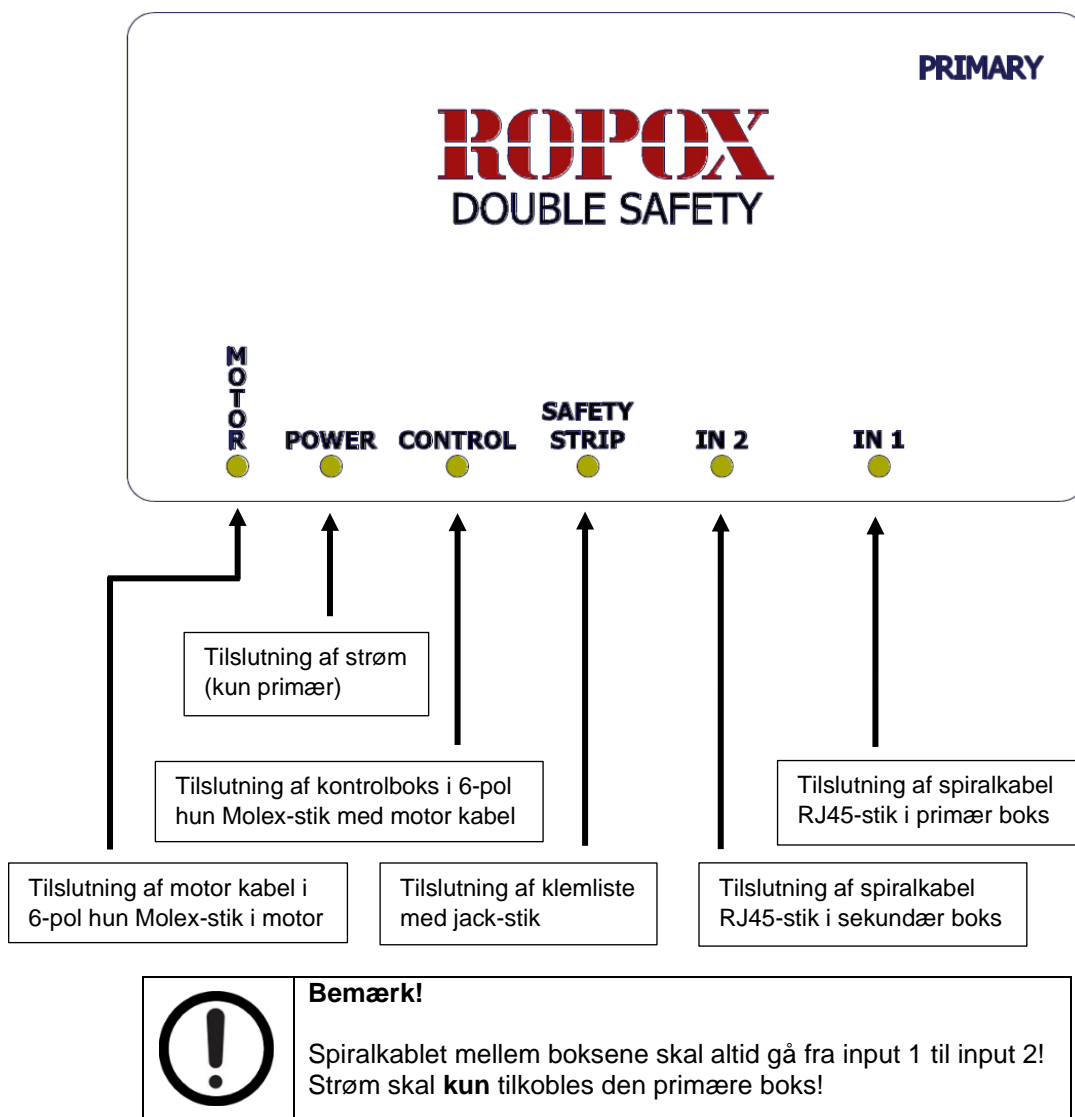 PRIMARY
ROPOX
DOUBLE SAFETY
MOTOR
POWER
CONTROL
SAFETY
STRIP
IN 2
IN 1
Tilslutning af strøm
(kun primær)
Tilslutning af kontrolboks i 6-pol
hun Molex-stik med motor kabel
Tilslutning af spiralkabel
RJ45-stik i primær boks
Tilslutning af motor kabel i
6-pol hun Molex-stik i motor
Tilslutning af klemliste
med jack-stik
Tilslutning af spiralkabel
RJ45-stik i sekundær boks
Bemærk!
Spiralkablet mellem boksene skal altid gå fra input 1 til input 2!
Strøm skal kun tilkobles den primære boks!